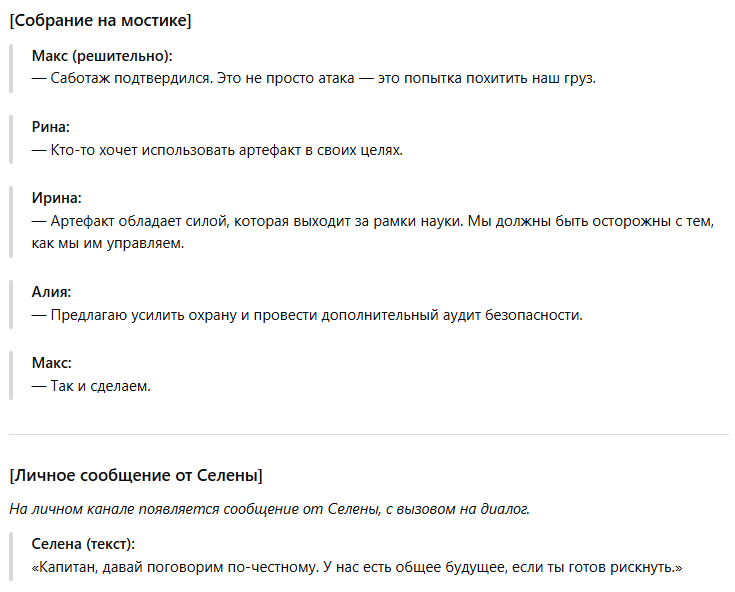 [Собрание на мостике]
Макс (решительно):
— Саботаж подтвердился. Это не просто атака — это попытка похитить наш груз.
Рина:
— Кто-то хочет использовать артефакт в своих целях.
Ирина:
— Артефакт обладает силой, которая выходит за рамки науки. Мы должны быть осторожны с тем,
как мы им управляем.
Алия:
— Предлагаю усилить охрану и провести дополнительный аудит безопасности.
Макс:
— Так и сделаем.
[Личное сообщение от Селены]
На личном канале появляется сообщение от Селены, с вызовом на диалог.
Селена (текст):
«Капитан, давай поговорим по-честному. У нас есть общее будущее, если ты готов рискнуть.»